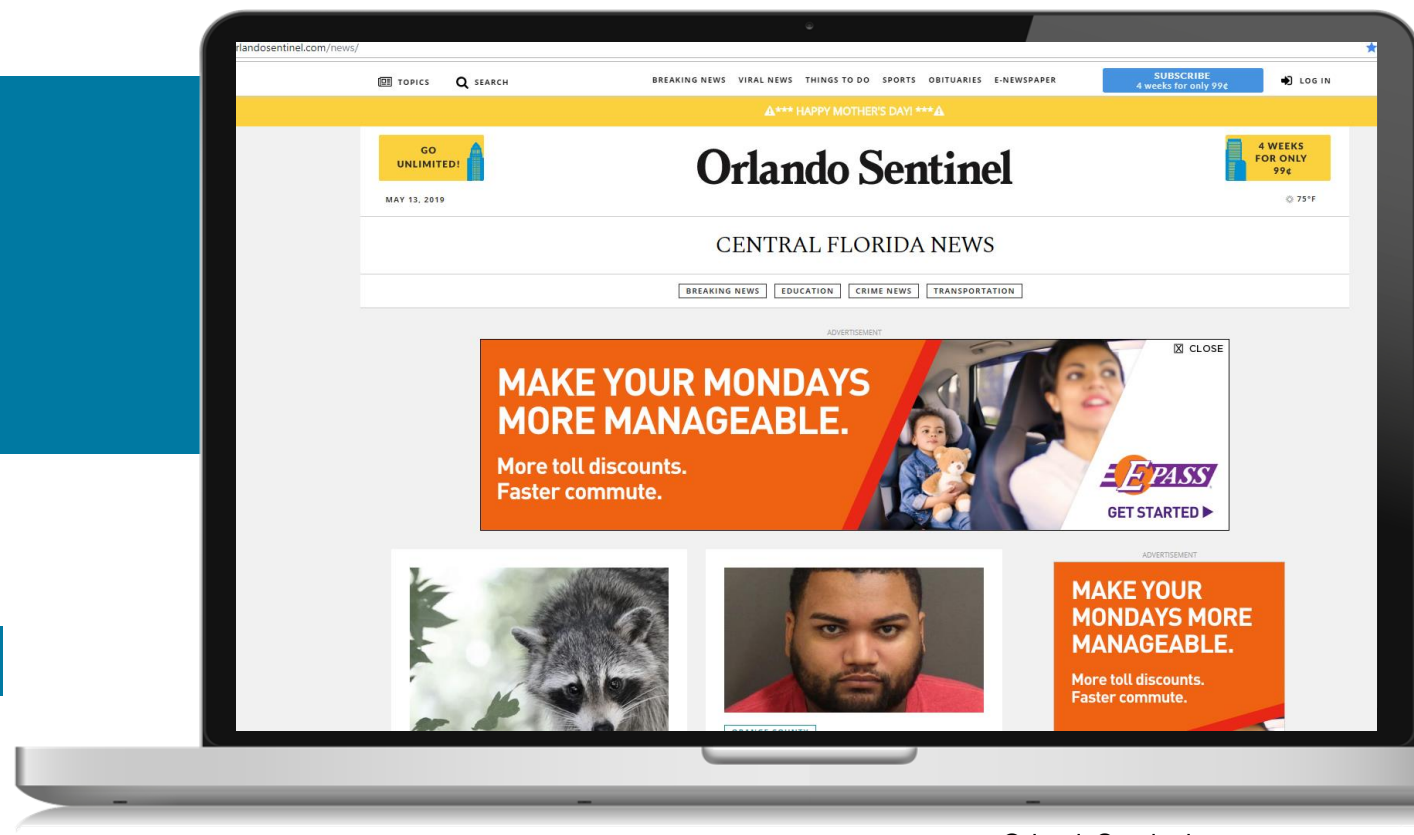 rlandosentinel.com/news/
TOPICS SEARCH BREAKING NEWS VIRAL NEWS THINGS TO DO SPORTS OBITUARIES E-NEWSPAPER SUBSCRIBE LOG IN
4 weeks for only 99¢
*** HAPPY MOTHER'S DAY! ***
GO
UNLIMITED!
Orlando Sentinel
4 WEEKS
FOR ONLY
99¢
MAY 13, 2019
75°F
CENTRAL FLORIDA NEWS
BREAKING NEWS EDUCATION CRIME NEWS TRANSPORTATION
ADVERTISEMENT
MAKE YOUR MONDAYS
MORE MANAGEABLE.
More toll discounts.
Faster commute.
CLOSE
E PASS
GET STARTED
ADVERTISEMENT
MAKE YOUR
MONDAYS MORE
MANAGEABLE.
More toll discounts.
Faster commute.
ORANGE COUNTY